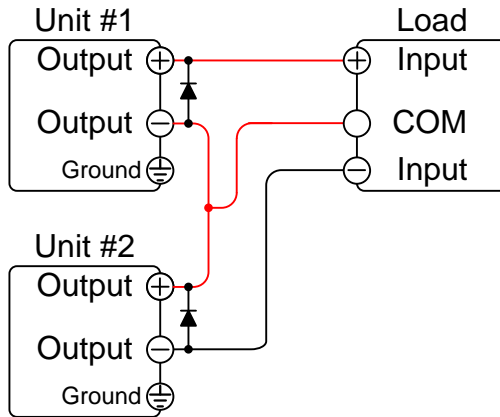 Unit #1
Output +
Output −
Ground
Unit #2
Output +
Output −
Ground
Load
+ Input
COM
− Input